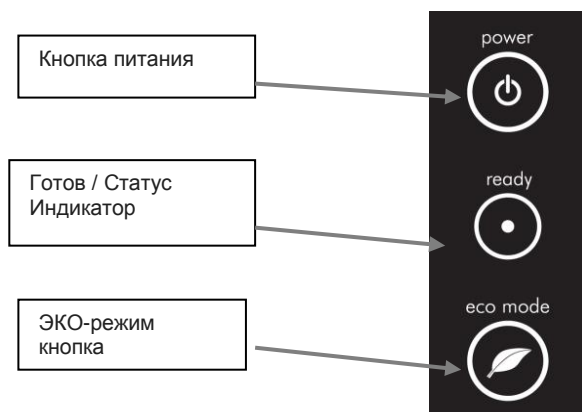 Кнопка питания
power
Готов / Статус
Индикатор
ready
ЭКО-режим
кнопка
eco mode